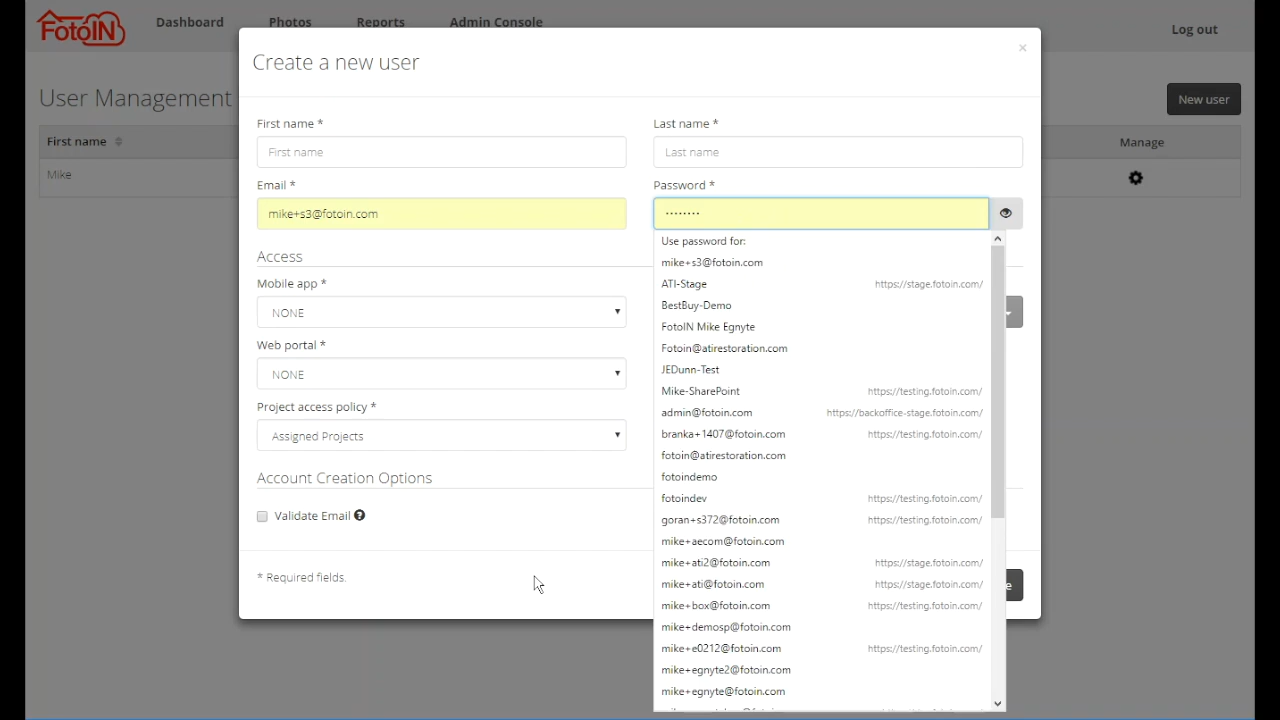 FotoIN
Dashboard Photos Reports Admin Console Log out
Create a new user ×
User Management New user
First name * Last name *
First name Manage
First name Last name
Mike
Email * Password *
mike+s3@fotoin.com ........
Use password for:
mike+s3@fotoin.com
Access
Mobile app * ATI-Stage https://stage.fotoin.com/
BestBuy-Demo
NONE
FotoIN Mike Egnyte
Web portal * Fotoin@atirestoration.com
JEDunn-Test
NONE
Mike-SharePoint https://testing.fotoin.com/
Project access policy * admin@fotoin.com https://backoffice-stage.fotoin.com/
Assigned Projects branka+1407@fotoin.com https://testing.fotoin.com/
fotoin@atirestoration.com
Account Creation Options fotoindemo
fotoindev https://testing.fotoin.com/
Validate Email ? goran+s372@fotoin.com https://testing.fotoin.com/
mike+aecom@fotoin.com
mike+ati2@fotoin.com https://stage.fotoin.com/
* Required fields. mike+ati@fotoin.com https://stage.fotoin.com/
mike+box@fotoin.com https://testing.fotoin.com/
mike+demosp@fotoin.com
mike+e0212@fotoin.com https://testing.fotoin.com/
mike+egnyte2@fotoin.com
mike+egnyte@fotoin.com